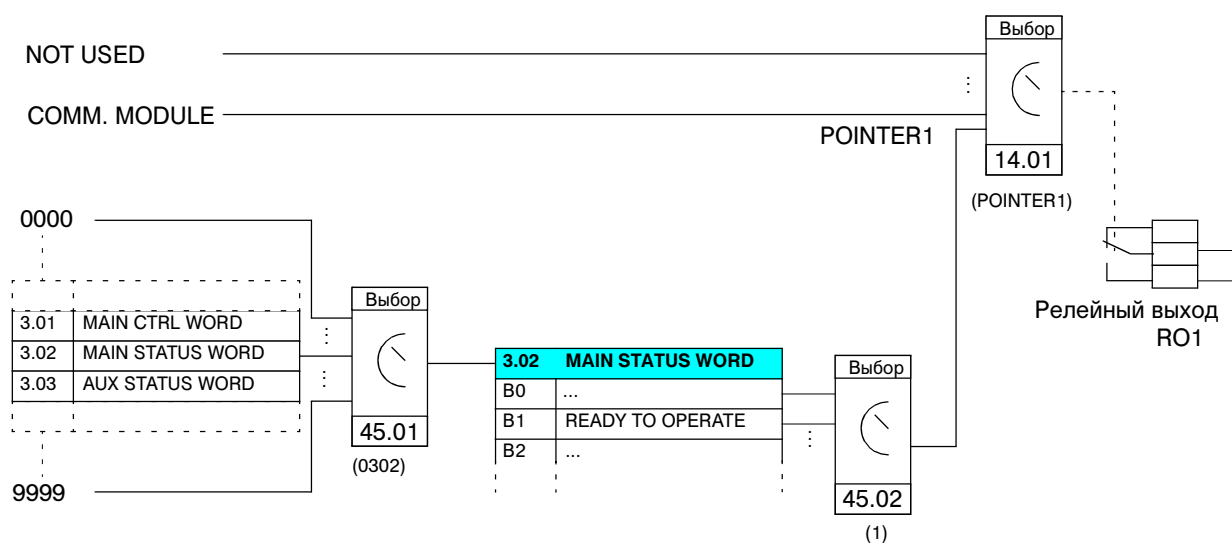 Выбор
NOT USED
⋮
COMM. MODULE
POINTER1
14.01
(POINTER1)
0000
Выбор
3.01 MAIN CTRL WORD
⋮
3.02 MAIN STATUS WORD
3.03 AUX STATUS WORD
⋮
45.01
(0302)
9999
3.02 MAIN STATUS WORD
B0 ...
B1 READY TO OPERATE
B2 ...
Выбор
⋮
45.02
(1)
Релейный выход
RO1